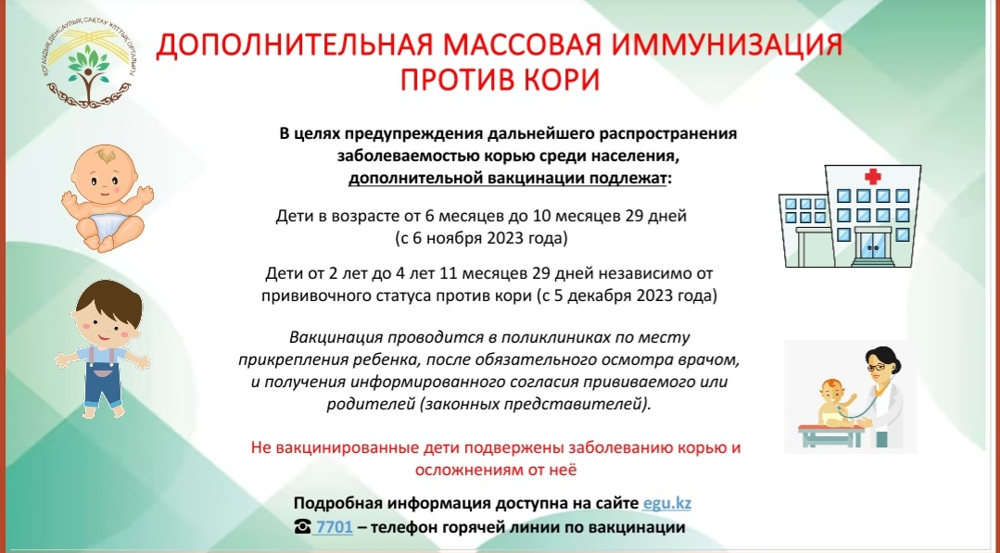 ҚОҒАМДЫҚ ДЕНСАУЛЫҚ САҚТАУ ҰЛТТЫҚ ОРТАЛЫҒЫ
ДОПОЛНИТЕЛЬНАЯ МАССОВАЯ ИММУНИЗАЦИЯ
ПРОТИВ КОРИ
В целях предупреждения дальнейшего распространения
заболеваемостью корью среди населения,
дополнительной вакцинации подлежат:
Дети в возрасте от 6 месяцев до 10 месяцев 29 дней
(с 6 ноября 2023 года)
Дети от 2 лет до 4 лет 11 месяцев 29 дней независимо от
прививочного статуса против кори (с 5 декабря 2023 года)
Вакцинация проводится в поликлиниках по месту
прикрепления ребенка, после обязательного осмотра врачом,
и получения информированного согласия прививаемого или
родителей (законных представителей).
Не вакцинированные дети подвержены заболеванию корью и
осложнениям от неё
Подробная информация доступна на сайте egu.kz
☎ 7701 – телефон горячей линии по вакцинации